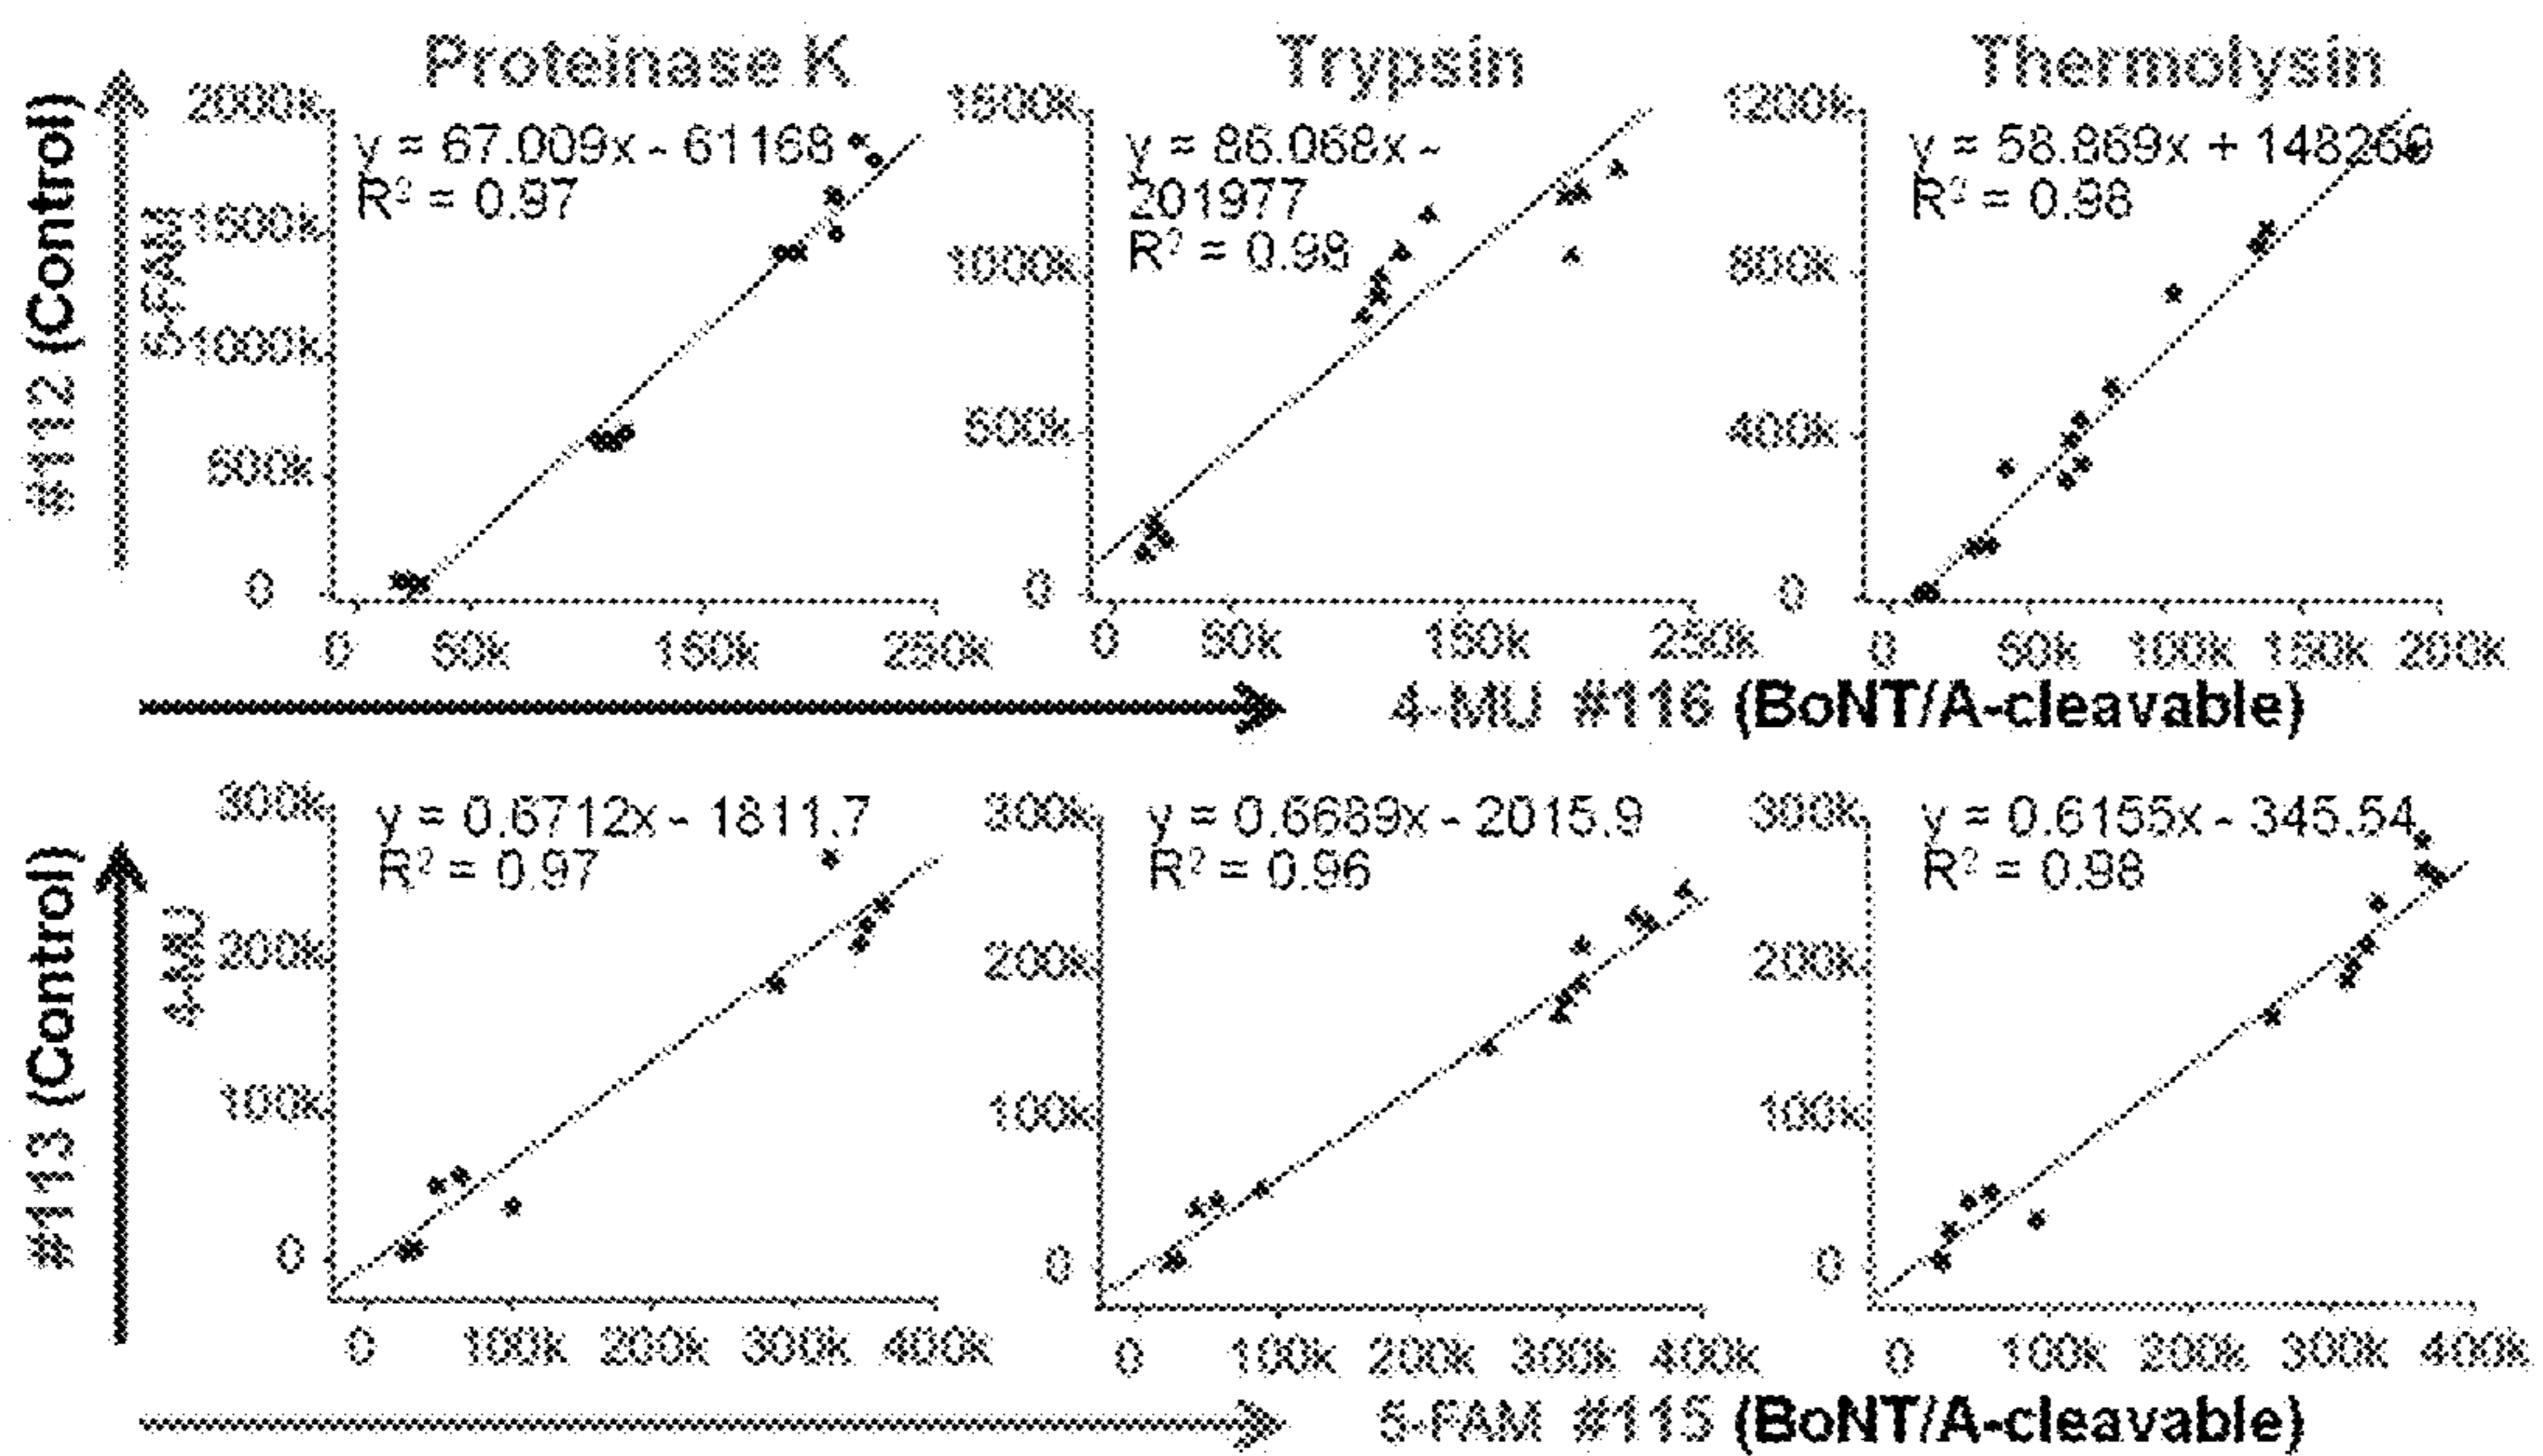 Proteinase K
Trypsin
Thermolysin
#112 (Control)
5-FAM
2000k
1500k
1000k
500k
0
y = 67.009x - 61168
R² = 0.97
0 50k 150k 250k
1500k
1000k
500k
0
y = 86.068x -
201977
R² = 0.98
0 50k 150k 250k
1200k
800k
400k
0
y = 58.869x + 148269
R² = 0.98
0 50k 100k 150k 200k
4-MU #116 (BoNT/A-cleavable)
#113 (Control)
4-MU
300k
200k
100k
0
y = 0.6712x - 1811.7
R² = 0.97
0 100k 200k 300k 400k
300k
200k
100k
0
y = 0.6689x - 2015.9
R² = 0.96
0 100k 200k 300k 400k
300k
200k
100k
0
y = 0.6155x - 345.54
R² = 0.98
0 100k 200k 300k 400k
5-FAM #115 (BoNT/A-cleavable)